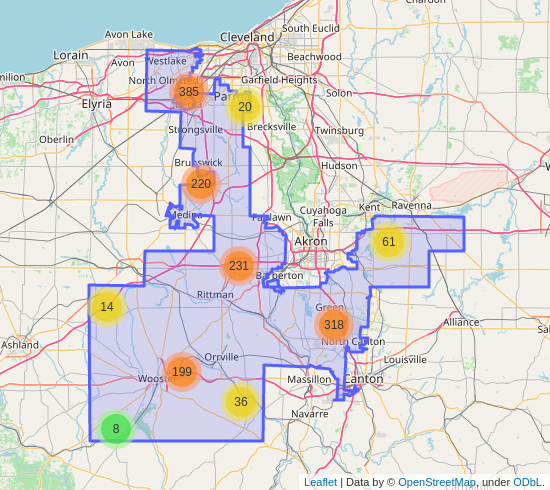 Avon Lake
Cleveland
South Euclid
Lorain
Avon
Westlake
Beachwood
North Olmsted
385
Garfield Heights
Elyria
Parma
20
Solon
Strongsville
Brecksville
Twinsburg
Oberlin
Brunswick
Hudson
220
Medina
Fairlawn
Cuyahoga
Falls
Kent
Ravenna
Akron
61
231
Barberton
Rittman
14
Green
318
North Canton
Alliance
Ashland
Orrville
Louisville
199
Wooster
Massillon
Canton
36
Narray
8
Leaflet | Data by © OpenStreetMap, under ODbL.